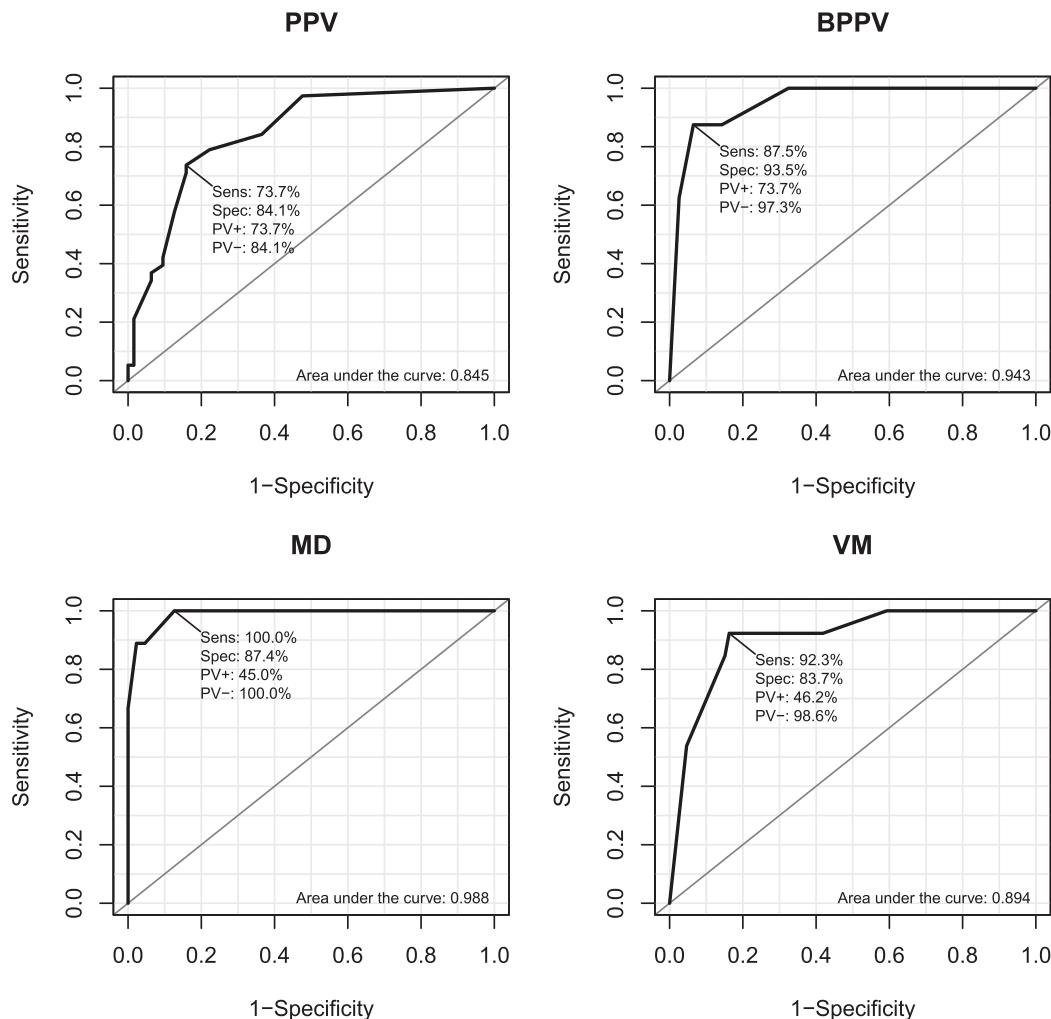 PPV
1.0
0.8
0.6
0.4
0.2
0.0
Sensitivity
Sens: 73.7%
Spec: 84.1%
PV+: 73.7%
PV−: 84.1%
Area under the curve: 0.845
0.0 0.2 0.4 0.6 0.8 1.0
1−Specificity
BPPV
1.0
0.8
0.6
0.4
0.2
0.0
Sensitivity
Sens: 87.5%
Spec: 93.5%
PV+: 73.7%
PV−: 97.3%
Area under the curve: 0.943
0.0 0.2 0.4 0.6 0.8 1.0
1−Specificity
MD
1.0
0.8
0.6
0.4
0.2
0.0
Sensitivity
Sens: 100.0%
Spec: 87.4%
PV+: 45.0%
PV−: 100.0%
Area under the curve: 0.988
0.0 0.2 0.4 0.6 0.8 1.0
1−Specificity
VM
1.0
0.8
0.6
0.4
0.2
0.0
Sensitivity
Sens: 92.3%
Spec: 83.7%
PV+: 46.2%
PV−: 98.6%
Area under the curve: 0.894
0.0 0.2 0.4 0.6 0.8 1.0
1−Specificity